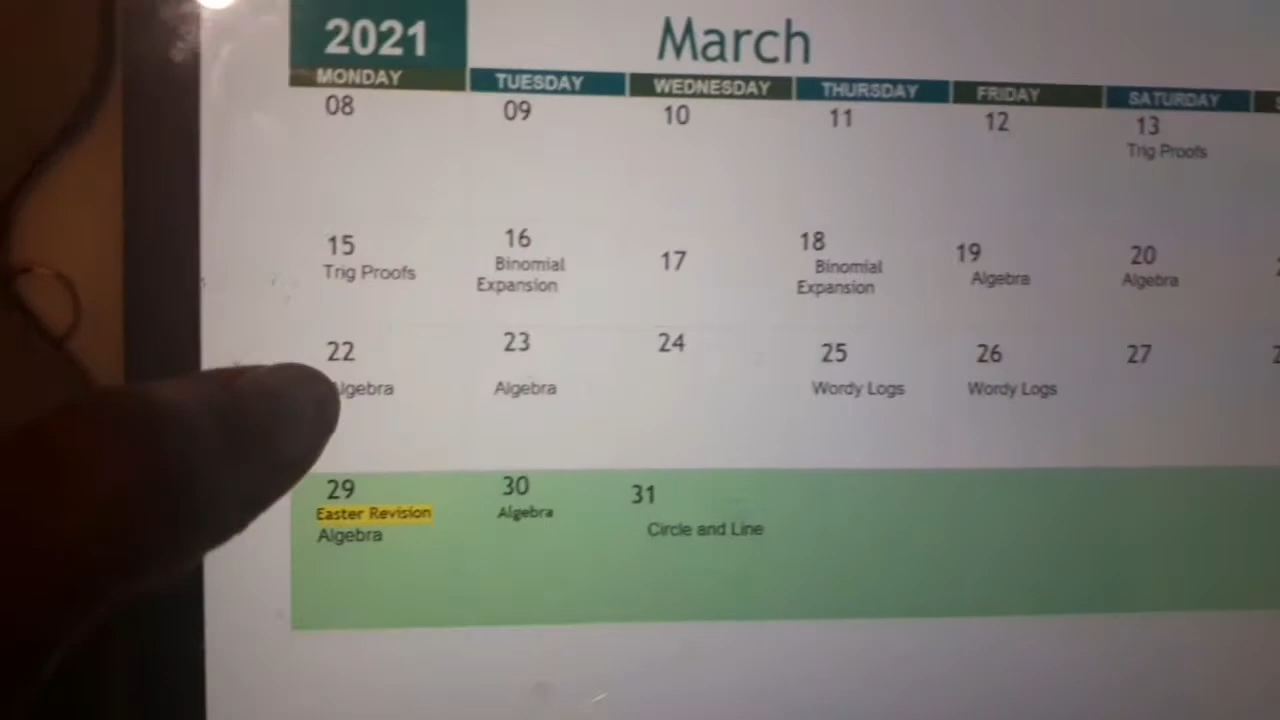 2021 March
MONDAY TUESDAY WEDNESDAY THURSDAY FRIDAY SATURDAY
08 09 10 11 12 13
Trig Proofs
15 16 17 18 19 20
Trig Proofs Binomial Binomial Algebra Algebra
Expansion Expansion
22 23 24 25 26 27
Algebra Algebra Wordy Logs Wordy Logs
29 30 31
Easter Revision Algebra Circle and Line
Algebra